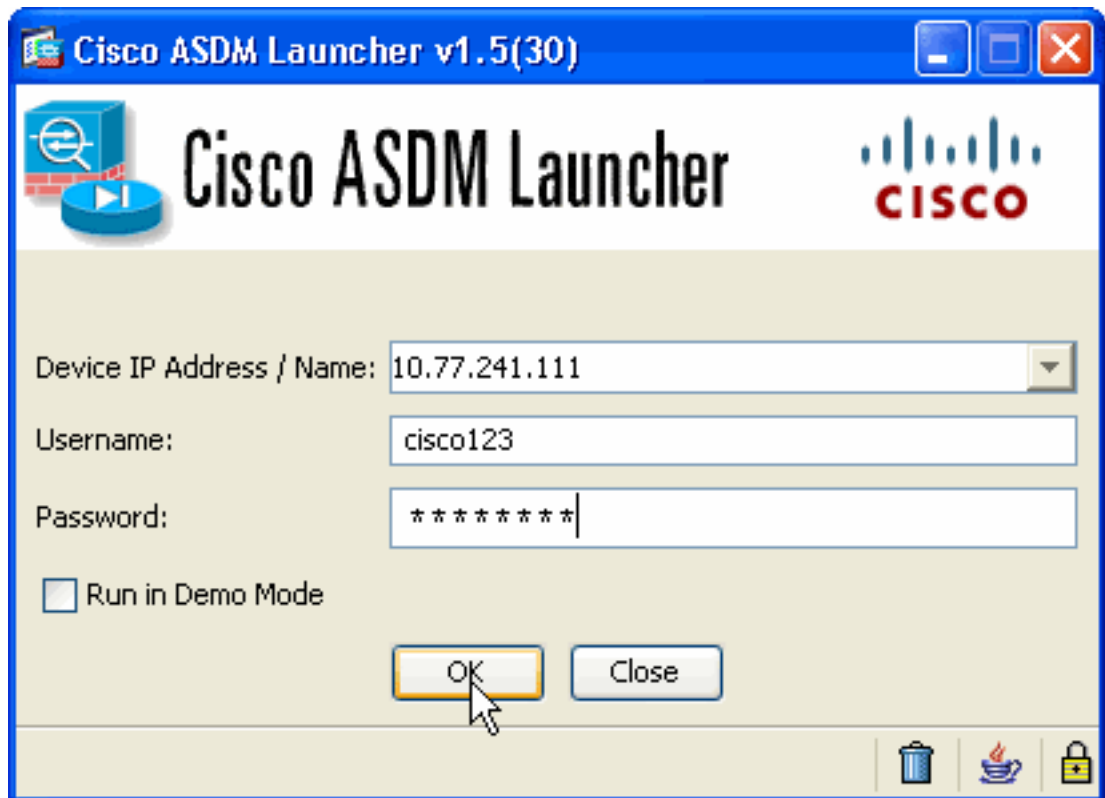 Cisco ASDM Launcher v1.5(30)
Cisco ASDM Launcher
CISCO
Device IP Address / Name: 10.77.241.111
Username: cisco123
Password: ********
Run in Demo Mode
OK Close